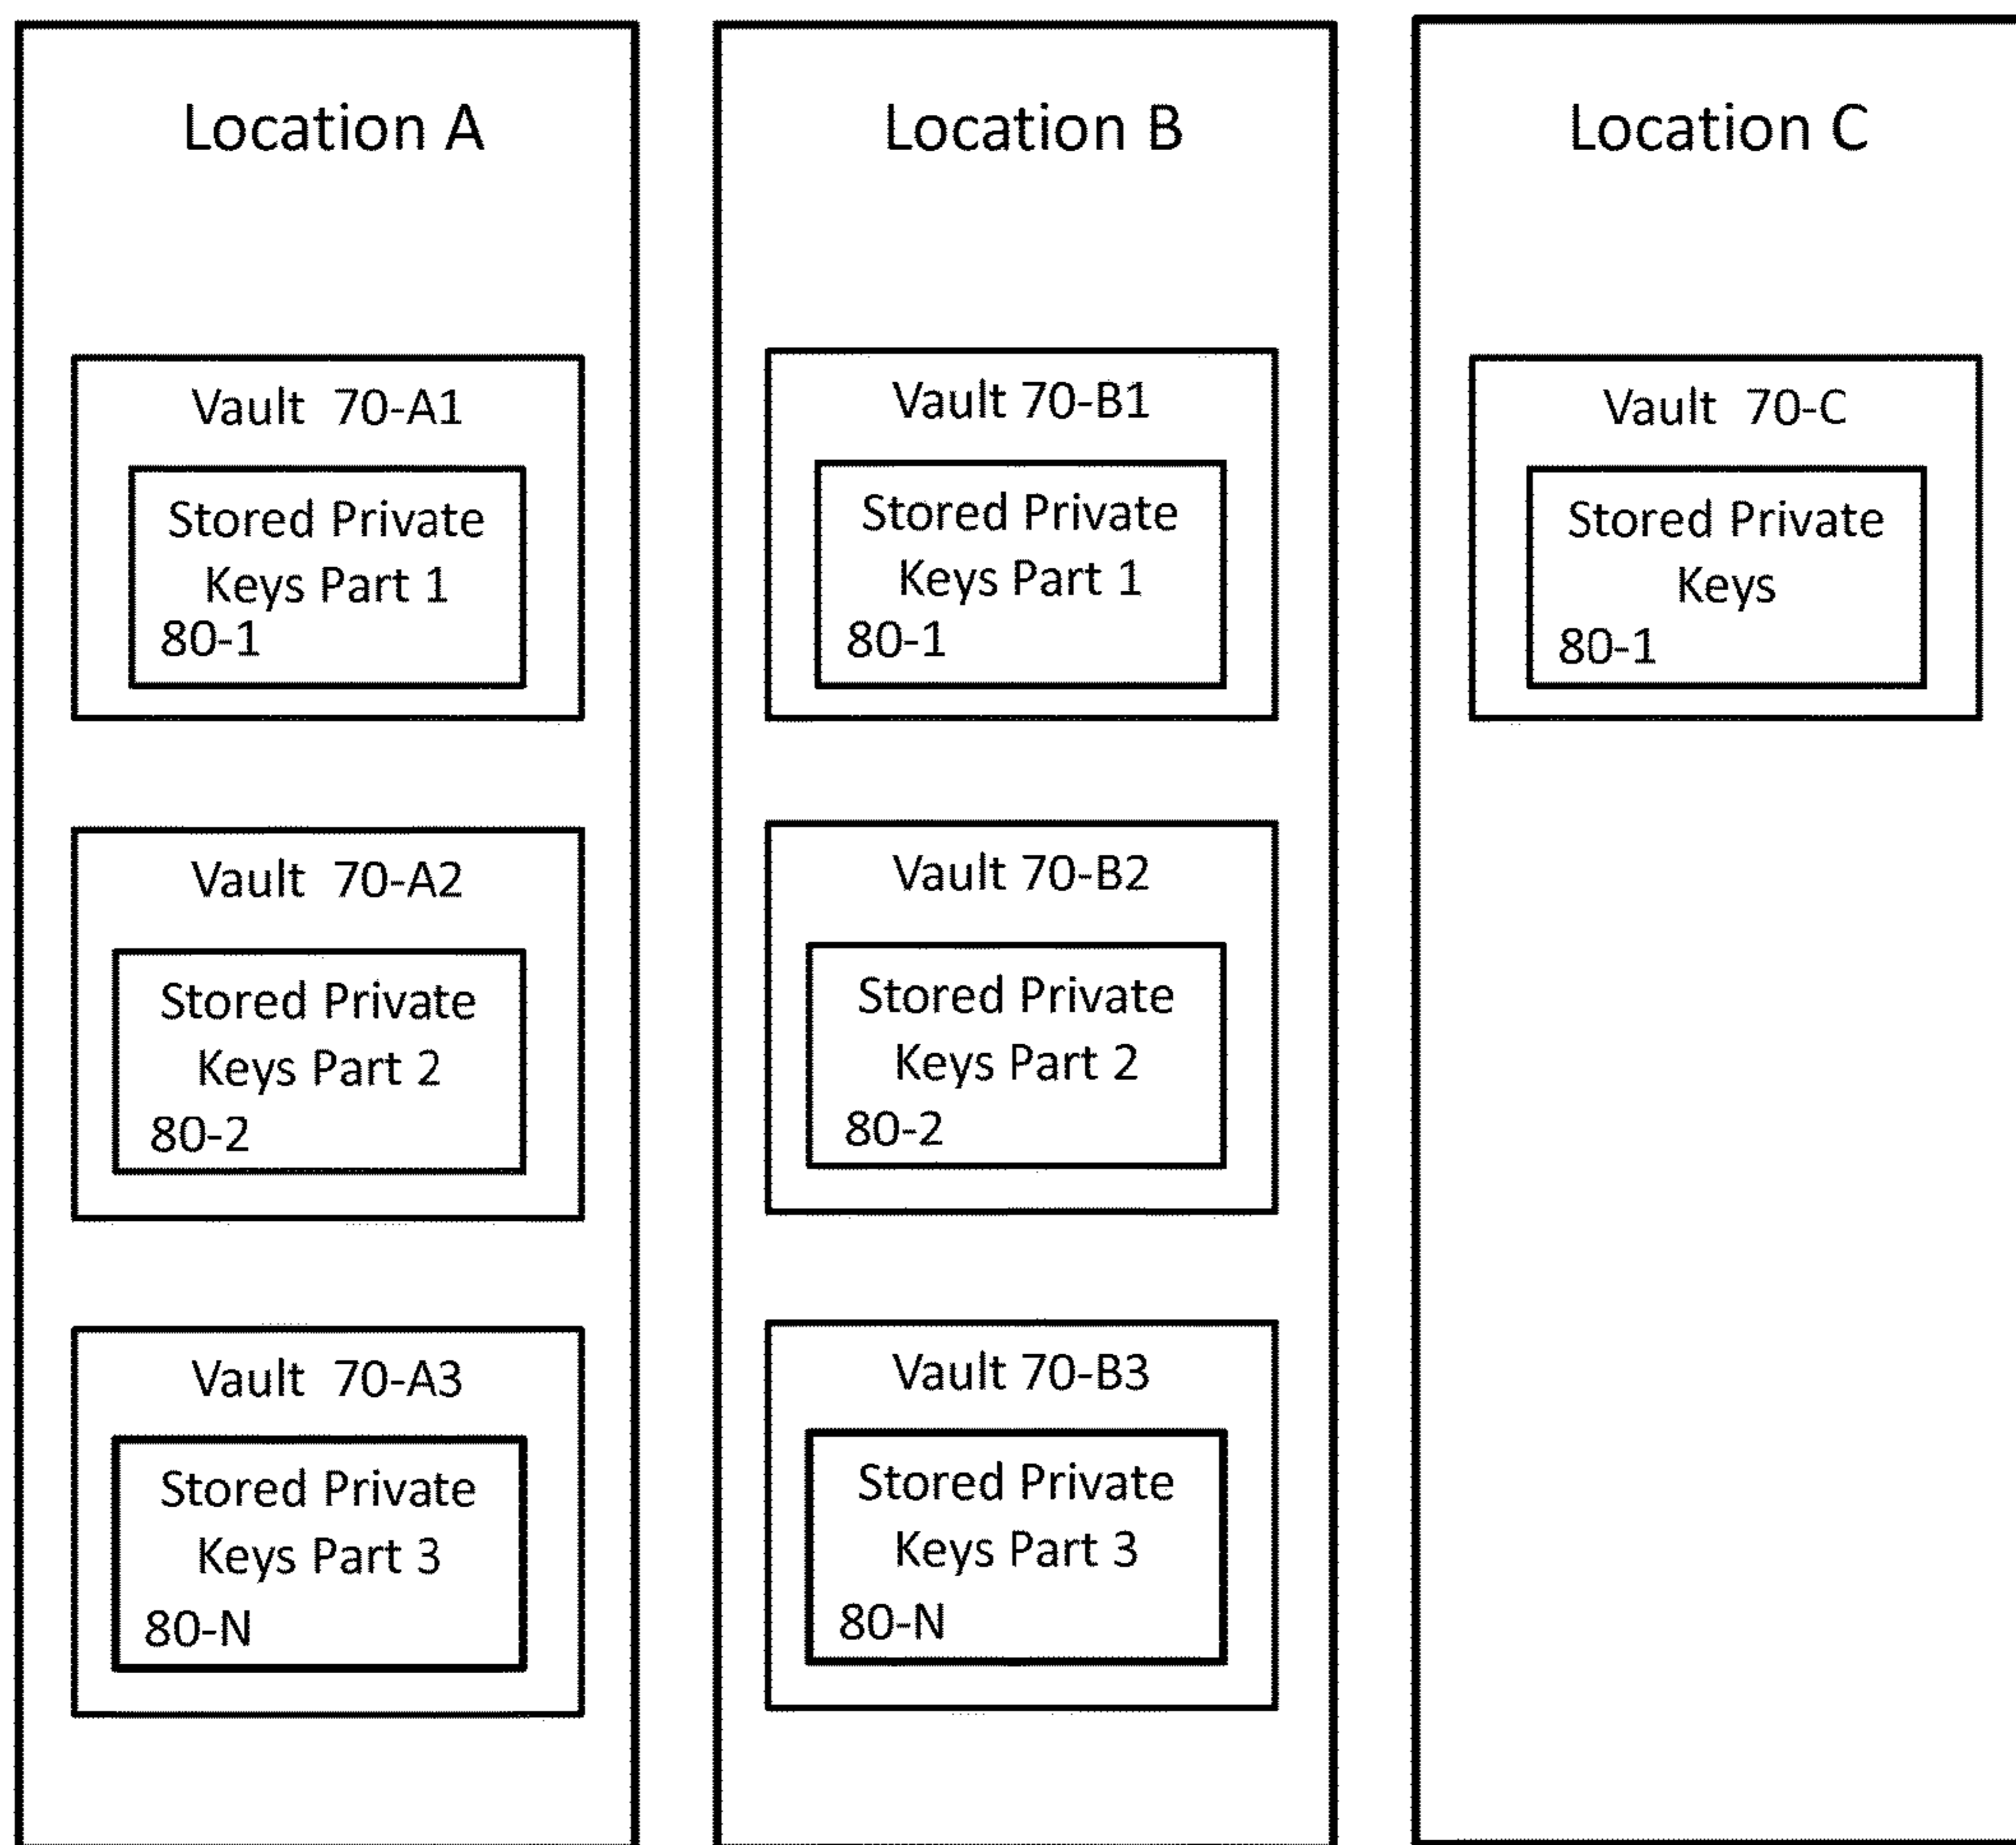 Location A
Vault 70-A1
Stored Private
Keys Part 1
80-1
Vault 70-A2
Stored Private
Keys Part 2
80-2
Vault 70-A3
Stored Private
Keys Part 3
80-N
Location B
Vault 70-B1
Stored Private
Keys Part 1
80-1
Vault 70-B2
Stored Private
Keys Part 2
80-2
Vault 70-B3
Stored Private
Keys Part 3
80-N
Location C
Vault 70-C
Stored Private
Keys
80-1